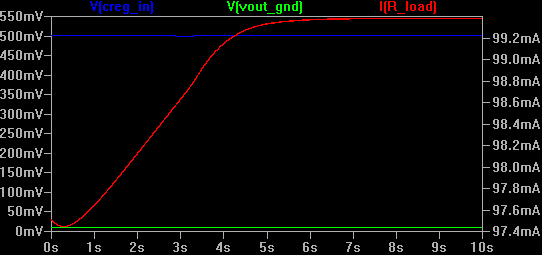 V(creg_in) V(vout_gnd) I(R_load)
550mV
500mV 99.2mA
450mV 99.0mA
400mV 98.8mA
350mV 98.6mA
300mV 98.4mA
250mV 98.2mA
200mV 98.0mA
150mV 97.8mA
100mV 97.6mA
50mV
0mV 97.4mA
0s 1s 2s 3s 4s 5s 6s 7s 8s 9s 10s